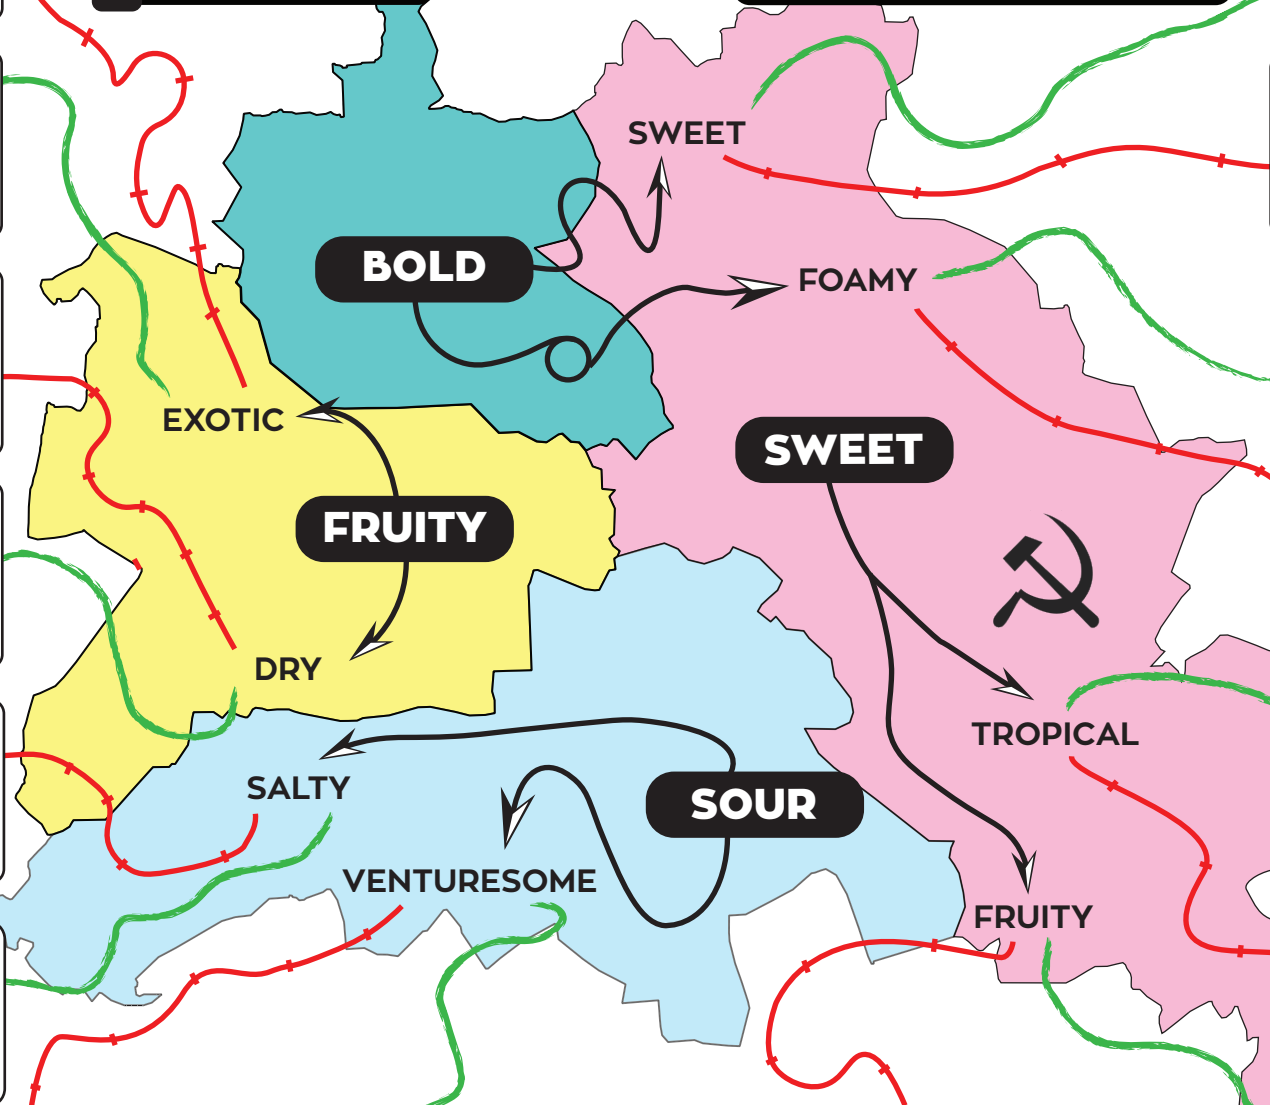 SWEET
BOLD
FOAMY
EXOTIC
SWEET
FRUITY
DRY
TROPICAL
SALTY
SOUR
VENTURESOME
FRUITY